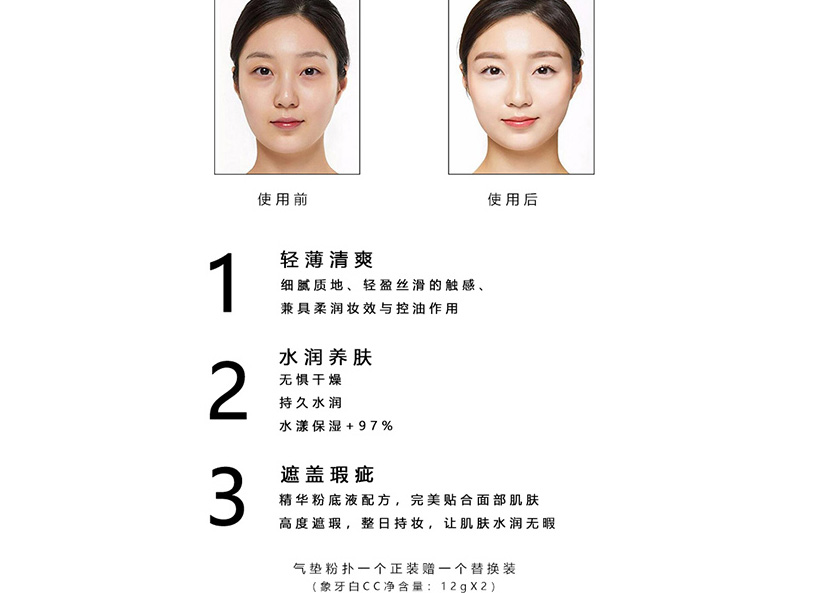 使用前
使用后
1
轻薄清爽
细腻质地、轻盈丝滑的触感、
兼具柔润妆效与控油作用
2
水润养肤
无惧干燥
持久水润
水漾保湿+97%
3
遮盖瑕疵
精华粉底液配方，完美贴合面部肌肤
高度遮瑕，整日持妆，让肌肤水润无暇
气垫粉扑一个正装赠一个替换装
(象牙白CC净含量：12gX2)